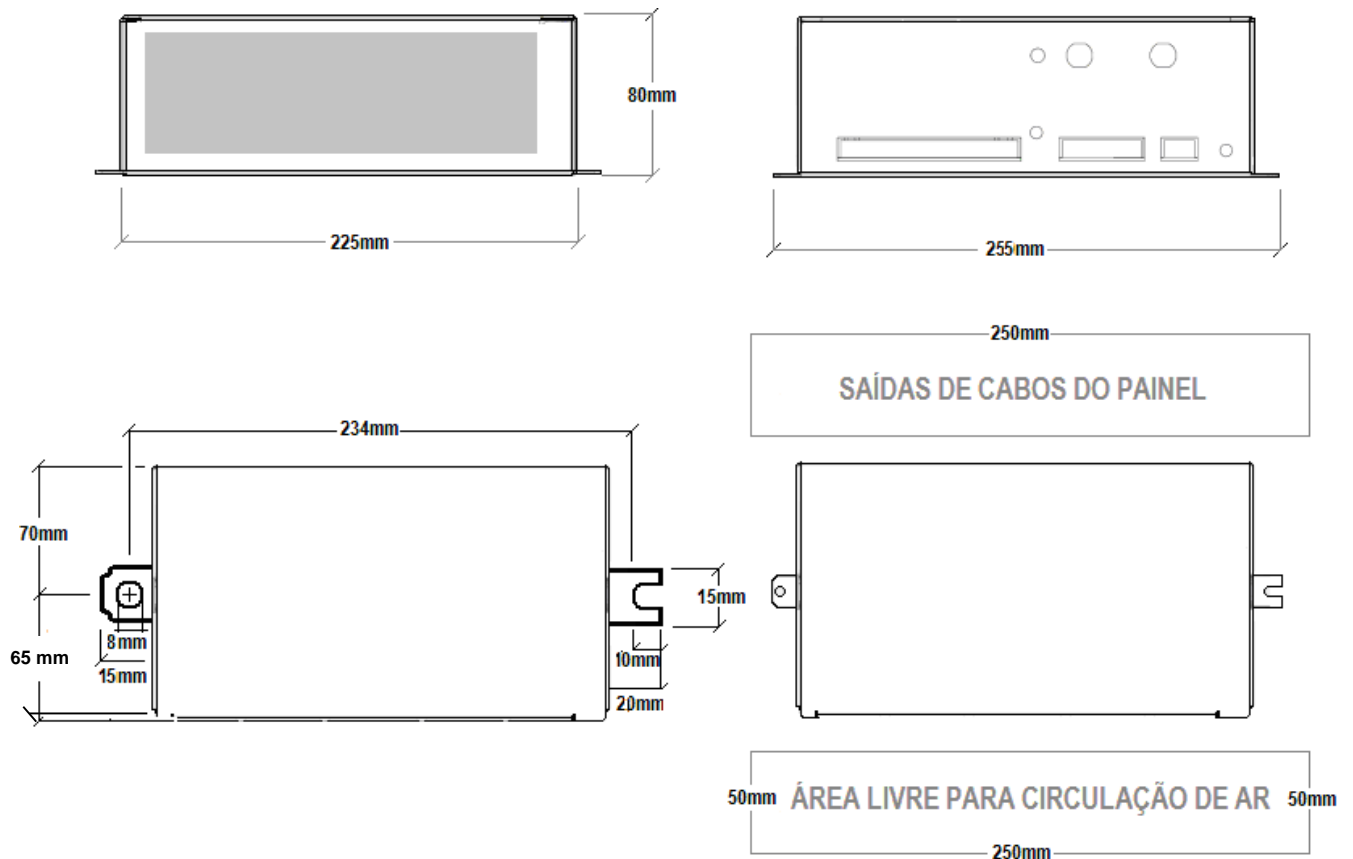 80mm
225mm
255mm
250mm
SAÍDAS DE CABOS DO PAINEL
234mm
70mm
15mm
8mm
10mm
65 mm
15mm
20mm
50mm ÁREA LIVRE PARA CIRCULAÇÃO DE AR 50mm
250mm